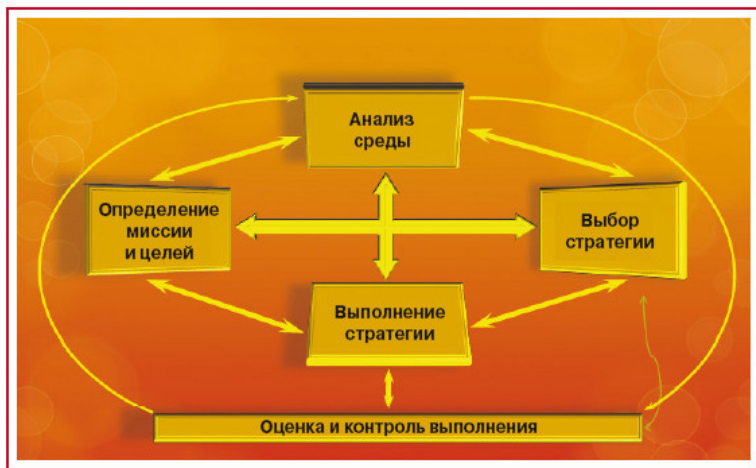 Анализ
среды
Определение
миссии
и целей
Выбор
стратегии
Выполнение
стратегии
Оценка и контроль выполнения